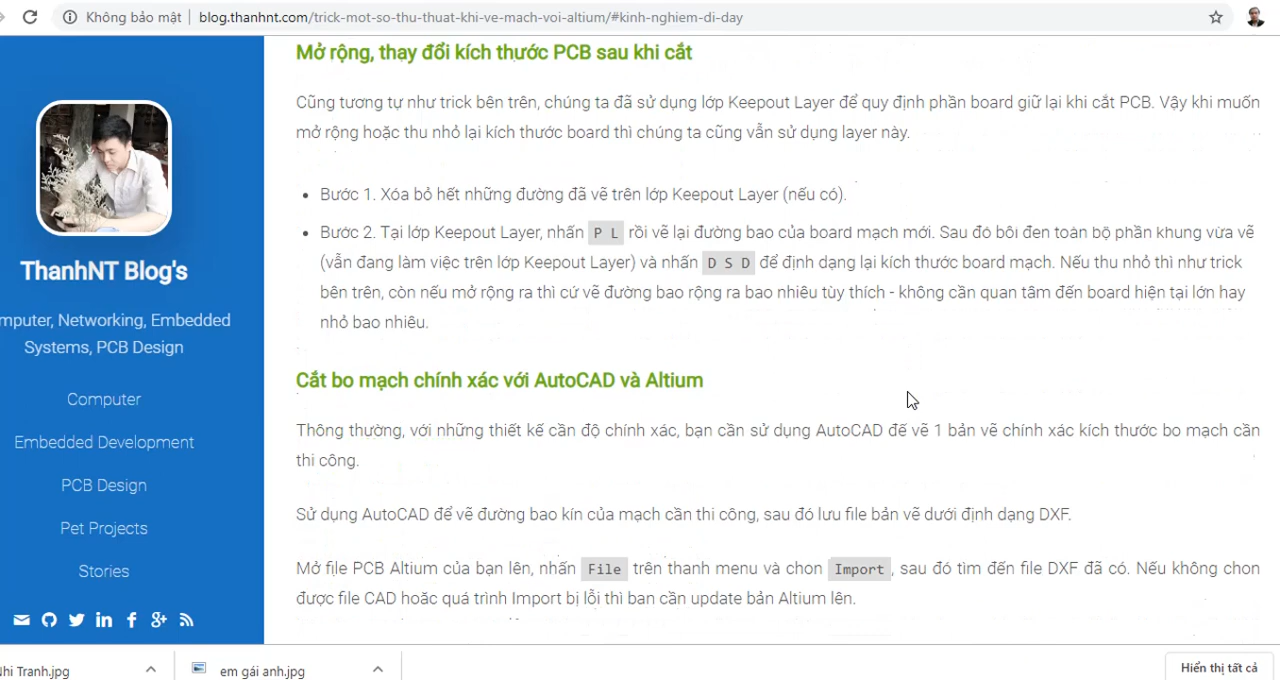 Không bảo mật
blog.thanhnt.com/trick-mot-so-thu-thuat-khi-ve-mach-voi-altium/#kinh-nghiem-di-day
ThanhNT Blog's
mputer, Networking, Embedded
Systems, PCB Design
Computer
Embedded Development
PCB Design
Pet Projects
Stories
Mở rộng, thay đổi kích thước PCB sau khi cắt
Cũng tương tự như trick bên trên, chúng ta đã sử dụng lớp Keepout Layer để quy định phần board giữ lại khi cắt PCB. Vậy khi muốn
mở rộng hoặc thu nhỏ lại kích thước board thì chúng ta cũng vẫn sử dụng layer này.
• Bước 1. Xóa bỏ hết những đường đã vẽ trên lớp Keepout Layer (nếu có).
• Bước 2. Tại lớp Keepout Layer, nhấn P L rồi vẽ lại đường bao của board mạch mới. Sau đó bôi đen toàn bộ phần khung vừa vẽ
(vẫn đang làm việc trên lớp Keepout Layer) và nhấn D S D để định dạng lại kích thước board mạch. Nếu thu nhỏ thì như trick
bên trên, còn nếu mở rộng ra thì cứ vẽ đường bao rộng ra bao nhiêu tùy thích - không cần quan tâm đến board hiện tại lớn hay
nhỏ bao nhiêu.
Cắt bo mạch chính xác với AutoCAD và Altium
Thông thường, với những thiết kế cần độ chính xác, bạn cần sử dụng AutoCAD để vẽ 1 bản vẽ chính xác kích thước bo mạch cần
thi công.
Sử dụng AutoCAD để vẽ đường bao kín của mạch cần thi công, sau đó lưu file bản vẽ dưới định dạng DXF.
Mở file PCB Altium của bạn lên, nhấn File trên thanh menu và chọn Import, sau đó tìm đến file DXF đã có. Nếu không chọn
được file CAD hoặc quá trình Import bị lỗi thì bạn cần update bản Altium lên.
Nhi Tranh.jpg
em gái anh.jpg
Hiển thị tất cả